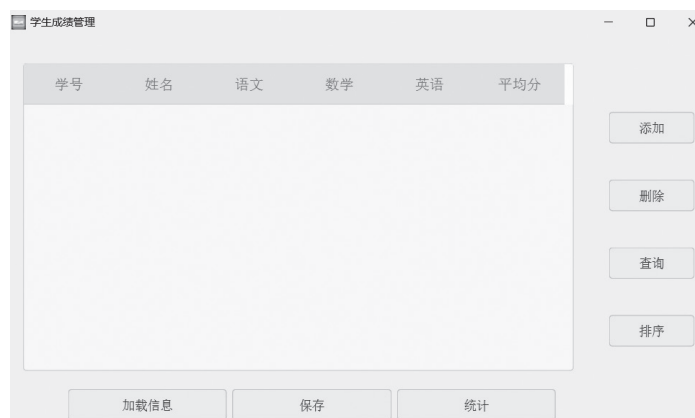 学生成绩管理
学号 姓名 语文 数学 英语 平均分
添加
删除
查询
排序
加载信息 保存 统计